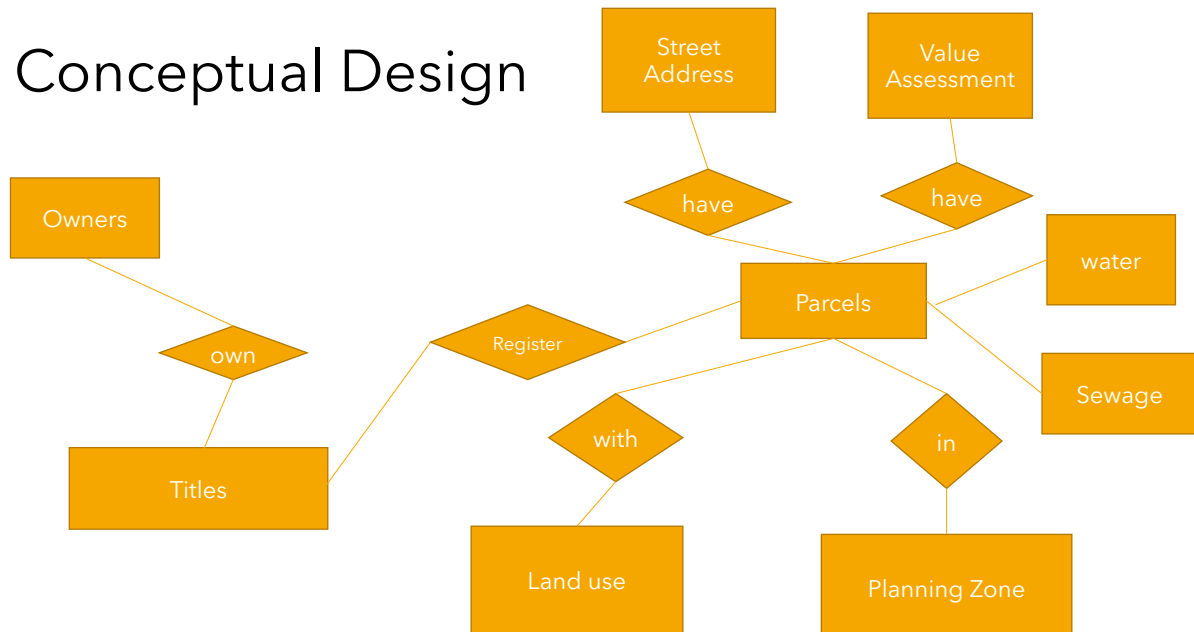 Conceptual Design
Street
Address
Value
Assessment
Owners
have
have
water
Parcels
Register
own
Sewage
with
in
Titles
Land use
Planning Zone